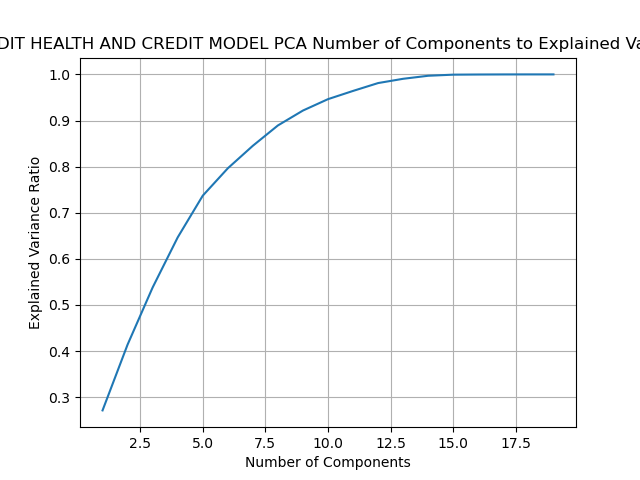 DIT HEALTH AND CREDIT MODEL PCA Number of Components to Explained Va
1.0
0.9
0.8
0.7
0.6
0.5
0.4
0.3
Explained Variance Ratio
2.5 5.0 7.5 10.0 12.5 15.0 17.5
Number of Components